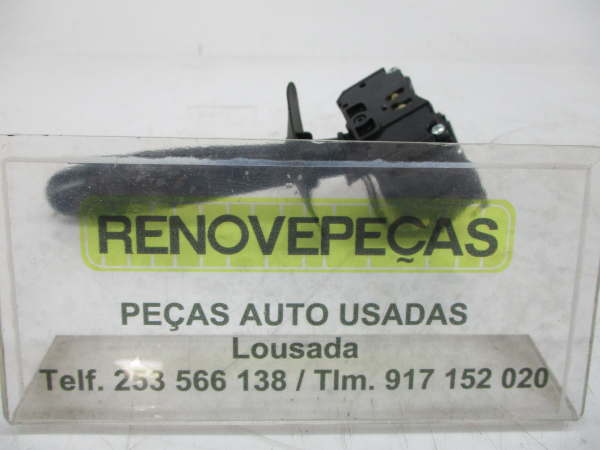 RENOVEPEÇAS
PEÇAS AUTO USADAS
Lousada
Telf. 253 566 138 / Tlm. 917 152 020